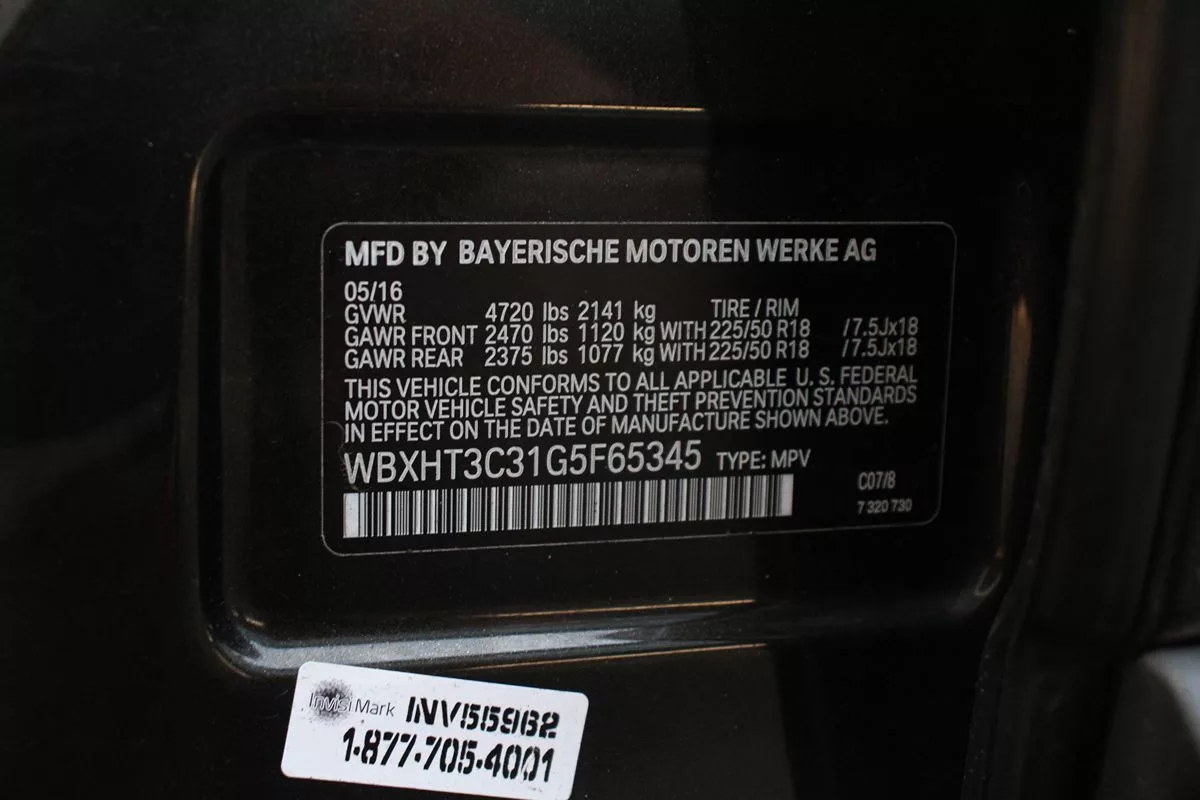 MFD BY BAYERISCHE MOTOREN WERKE AG
05/16
GVWR 4720 lbs 2141 kg TIRE / RIM
GAWR FRONT 2470 lbs 1120 kg WITH 225/50 R18 /7.5Jx18
GAWR REAR 2375 lbs 1077 kg WITH 225/50 R18 /7.5Jx18
THIS VEHICLE CONFORMS TO ALL APPLICABLE U. S. FEDERAL
MOTOR VEHICLE SAFETY AND THEFT PREVENTION STANDARDS
IN EFFECT ON THE DATE OF MANUFACTURE SHOWN ABOVE.
WBXHT3C31G5F65345 TYPE: MPV
C07/8
7 320 730
InvisiMark INV55962
1-877-705-4001